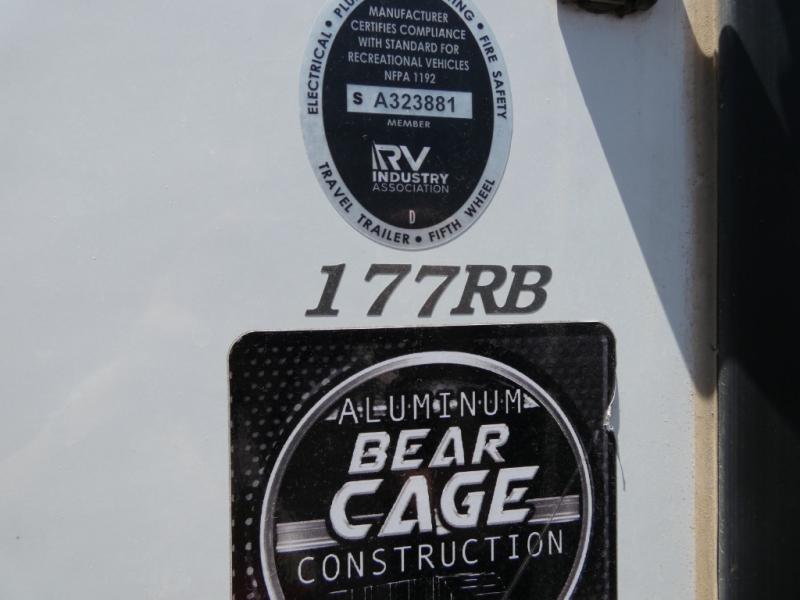 ELECTRICAL •
• FIRE SAFETY
MANUFACTURER
CERTIFIES COMPLIANCE
WITH STANDARD FOR
RECREATIONAL VEHICLES
NFPA 1192
S A323881
MEMBER
RV
INDUSTRY
ASSOCIATION
D
TRAVEL TRAILER • FIFTH WHEEL
177RB
ALUMINUM
BEAR
CAGE
CONSTRUCTION